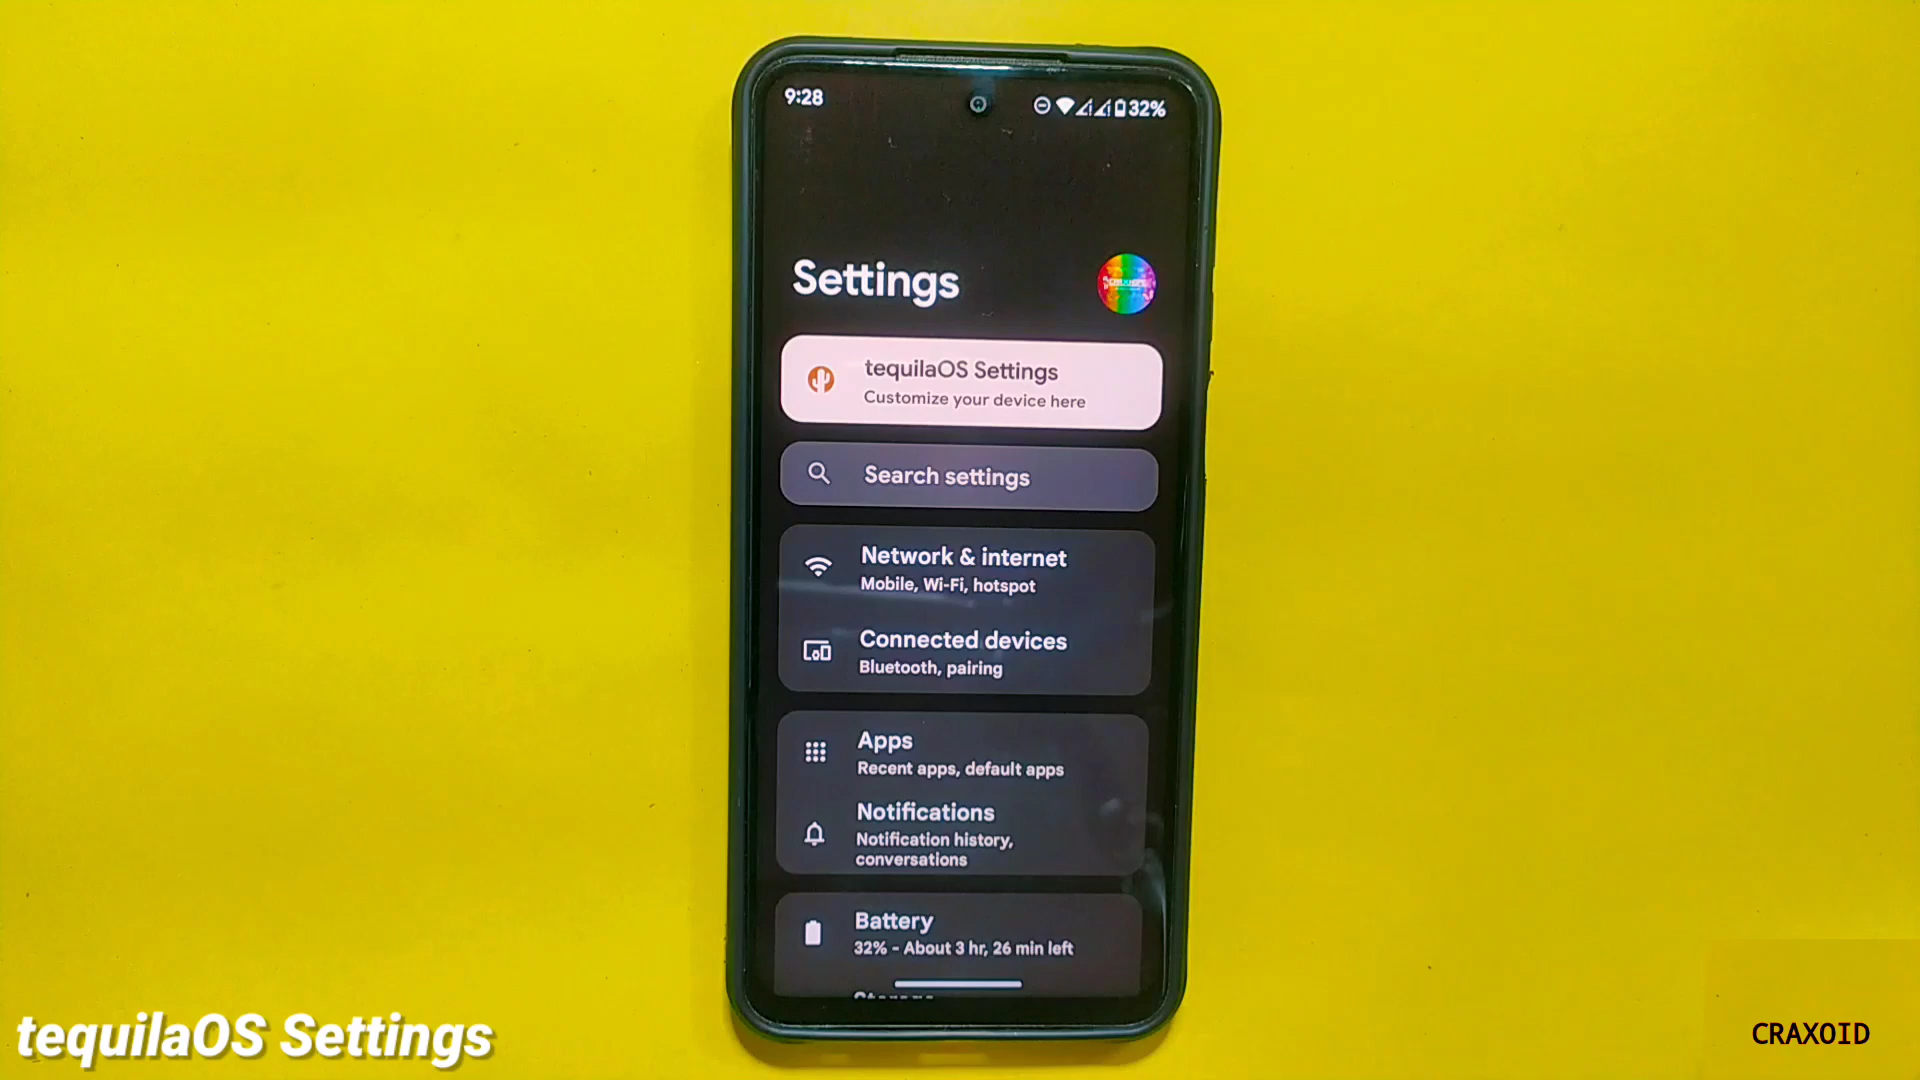 9:28
32%
Settings
tequilaOS Settings
Customize your device here
Search settings
Network & internet
Mobile, Wi-Fi, hotspot
Connected devices
Bluetooth, pairing
Apps
Recent apps, default apps
Notifications
Notification history,
conversations
Battery
32% - About 3 hr, 26 min left
tequilaOS Settings
CRAXOID